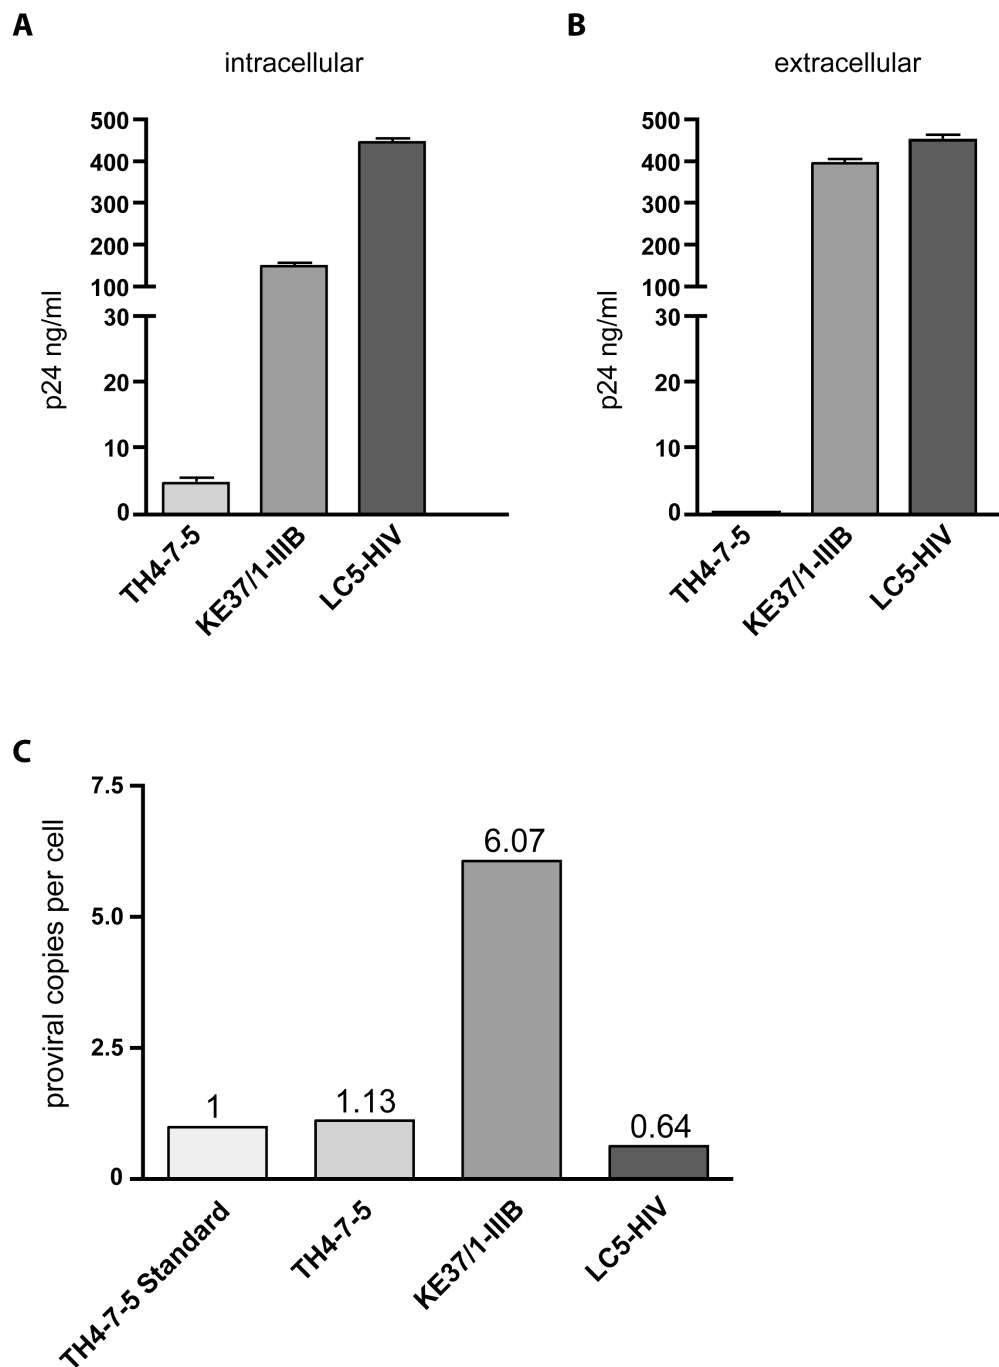 A
intracellular
500
400
300
200
100
30
20
10
0
p24 ng/ml
TH4-7-5
KE37/1-IIIB
LC5-HIV
B
extracellular
500
400
300
200
100
30
20
10
0
p24 ng/ml
TH4-7-5
KE37/1-IIIB
LC5-HIV
C
7.5
5.0
2.5
0
proviral copies per cell
1
1.13
6.07
0.64
TH4-7-5 Standard
TH4-7-5
KE37/1-IIIB
LC5-HIV